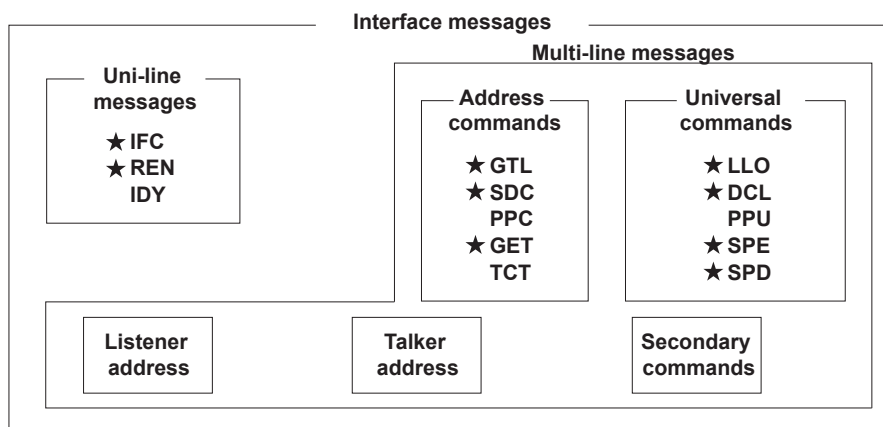 Interface messages
Multi-line messages
Uni-line
messages
★ IFC
★ REN
IDY
Address
commands
★ GTL
★ SDC
PPC
★ GET
TCT
Universal
commands
★ LLO
★ DCL
PPU
★ SPE
★ SPD
Listener
address
Talker
address
Secondary
commands